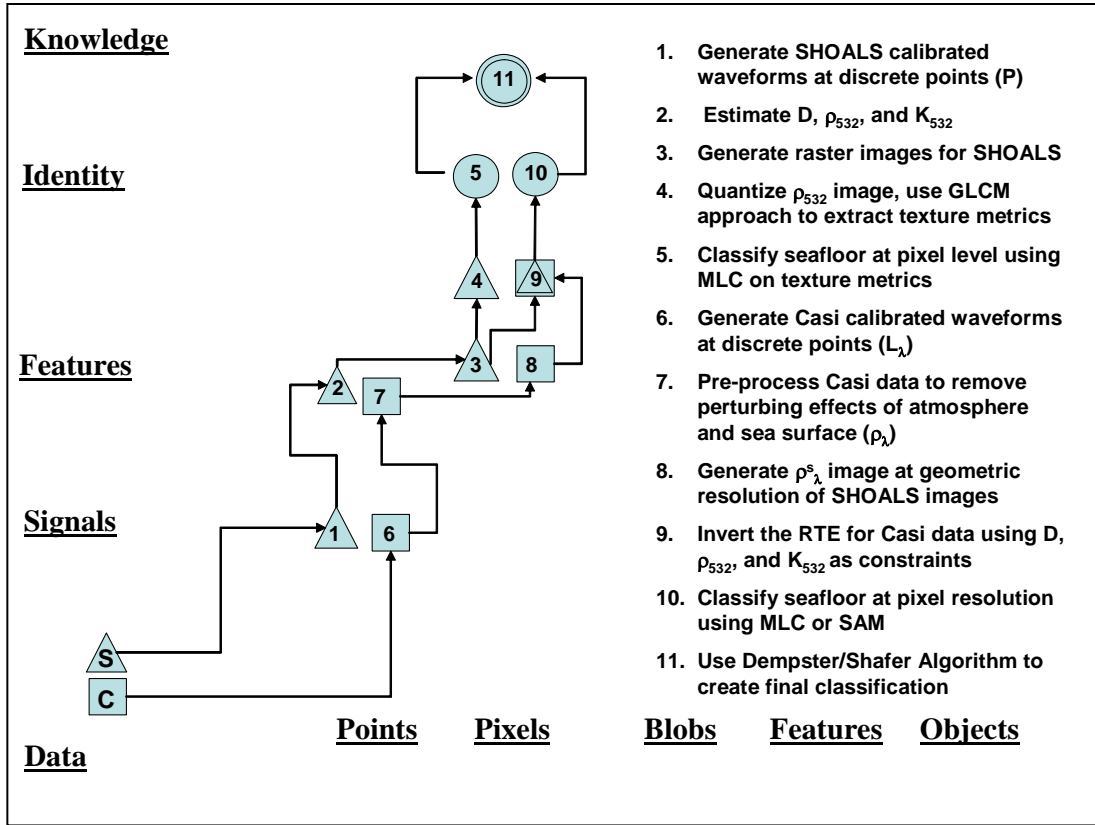 Knowledge
11
Identity
5
10
4
9
Features
2
3
8
7
Signals
1
6
S
C
Points Pixels Blobs Features Objects
Data
1. Generate SHOALS calibrated
waveforms at discrete points (P)
2. Estimate D, ρ532, and K532
3. Generate raster images for SHOALS
4. Quantize ρ532 image, use GLCM
approach to extract texture metrics
5. Classify seafloor at pixel level using
MLC on texture metrics
6. Generate Casi calibrated waveforms
at discrete points (Lλ)
7. Pre-process Casi data to remove
perturbing effects of atmosphere
and sea surface (ρλ)
8. Generate ρsλ image at geometric
resolution of SHOALS images
9. Invert the RTE for Casi data using D,
ρ532, and K532 as constraints
10. Classify seafloor at pixel resolution
using MLC or SAM
11. Use Dempster/Shafer Algorithm to
create final classification